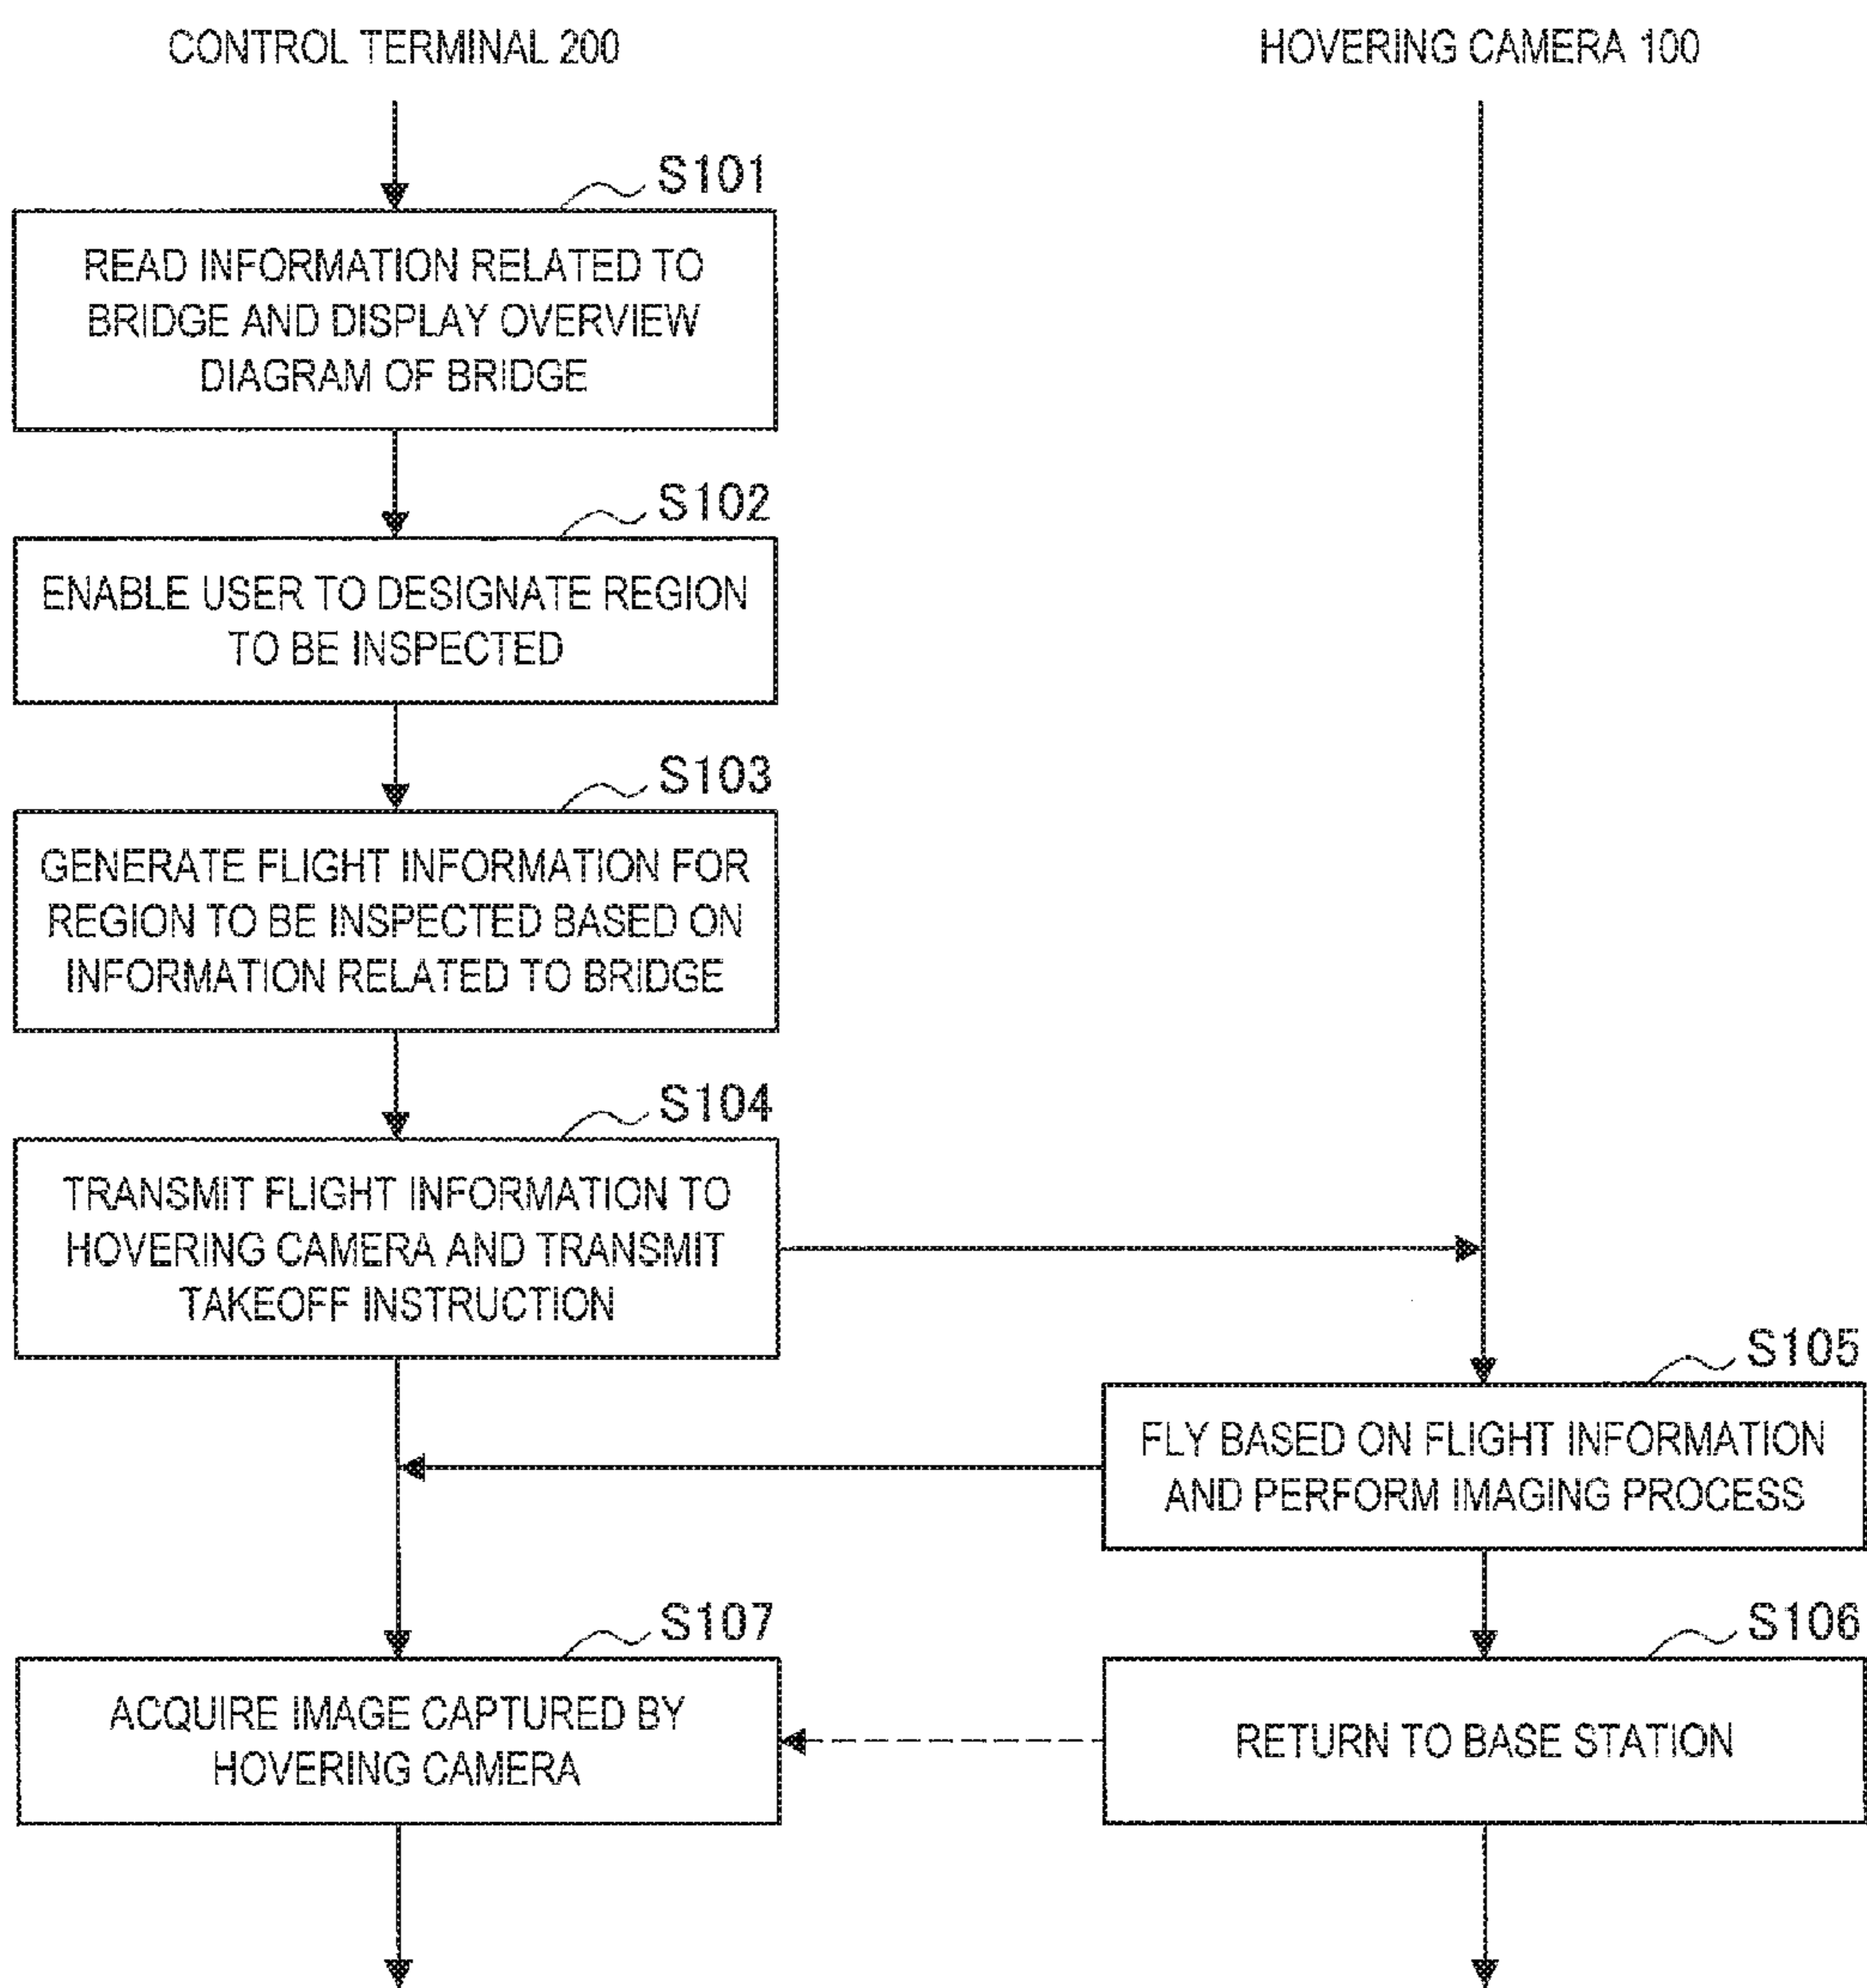 CONTROL TERMINAL 200
HOVERING CAMERA 100
S101
READ INFORMATION RELATED TO
BRIDGE AND DISPLAY OVERVIEW
DIAGRAM OF BRIDGE
S102
ENABLE USER TO DESIGNATE REGION
TO BE INSPECTED
S103
GENERATE FLIGHT INFORMATION FOR
REGION TO BE INSPECTED BASED ON
INFORMATION RELATED TO BRIDGE
S104
TRANSMIT FLIGHT INFORMATION TO
HOVERING CAMERA AND TRANSMIT
TAKEOFF INSTRUCTION
S105
FLY BASED ON FLIGHT INFORMATION
AND PERFORM IMAGING PROCESS
S107
ACQUIRE IMAGE CAPTURED BY
HOVERING CAMERA
S106
RETURN TO BASE STATION